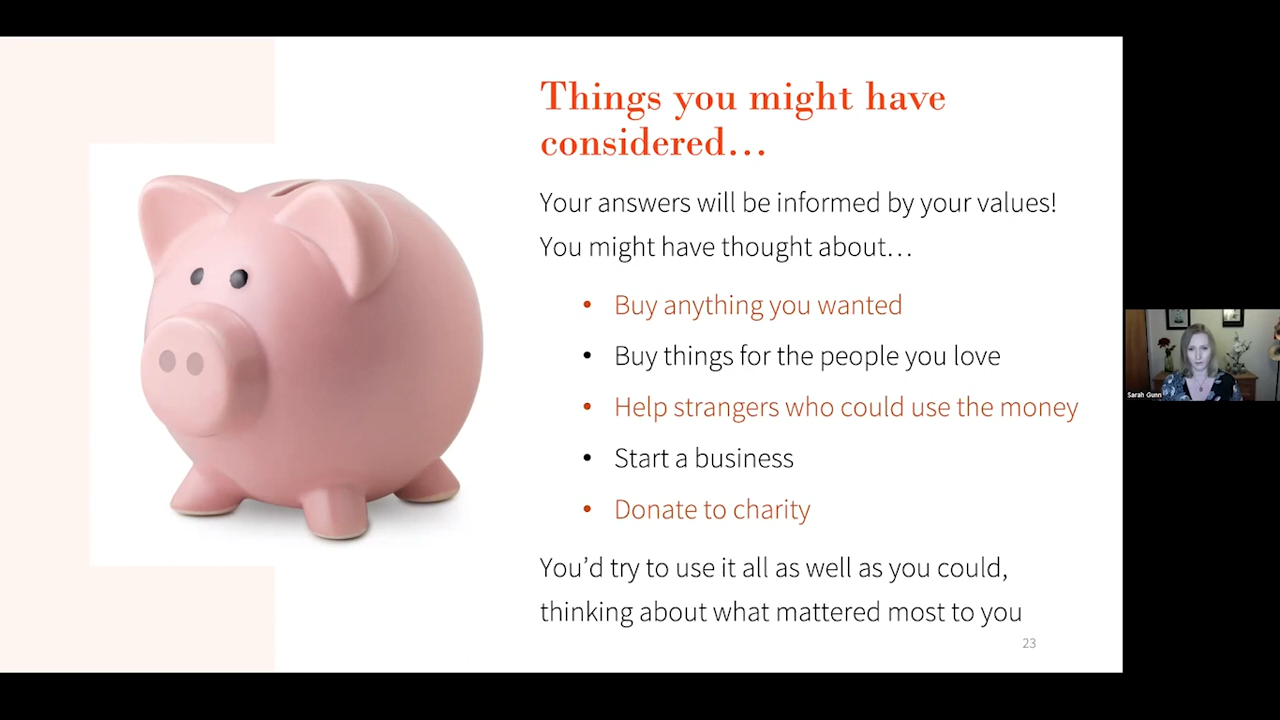 Things you might have
considered…
Your answers will be informed by your values!
You might have thought about…
• Buy anything you wanted
• Buy things for the people you love
• Help strangers who could use the money
• Start a business
• Donate to charity
You’d try to use it all as well as you could,
thinking about what mattered most to you
23
Sarah Gunn